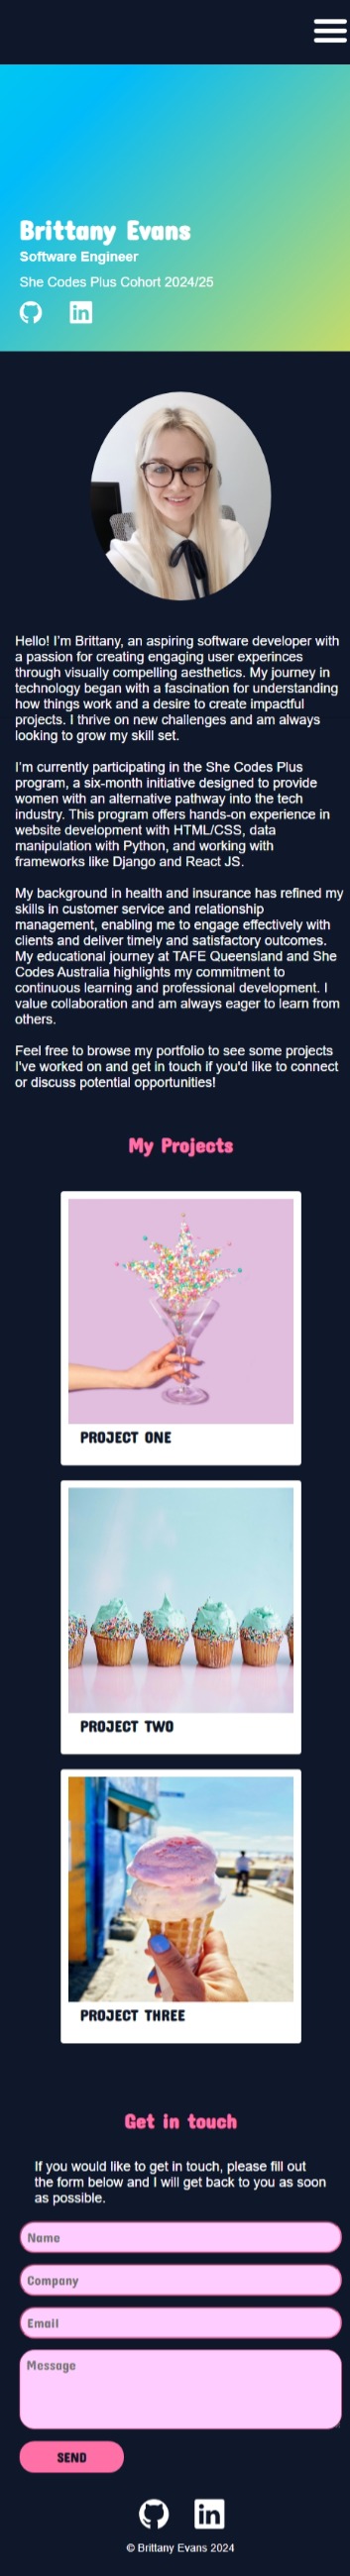 Brittany Evans
Software Engineer
She Codes Plus Cohort 2024/25
in
Hello! I'm Brittany, an aspiring software developer with
a passion for creating engaging user experinces
through visually compelling aesthetics. My journey in
technology began with a fascination for understanding
how things work and a desire to create impactful
projects. I thrive on new challenges and am always
looking to grow my skill set.
I'm currently participating in the She Codes Plus
program, a six-month initiative designed to provide
women with an alternative pathway into the tech
industry. This program offers hands-on experience in
website development with HTML/CSS, data
manipulation with Python, and working with
frameworks like Django and React JS.
My background in health and insurance has refined my
skills in customer service and relationship
management, enabling me to engage effectively with
clients and deliver timely and satisfactory outcomes.
My educational journey at TAFE Queensland and She
Codes Australia highlights my commitment to
continuous learning and professional development. I
value collaboration and am always eager to learn from
others.
Feel free to browse my portfolio to see some projects
I've worked on and get in touch if you'd like to connect
or discuss potential opportunities!
My Projects
PROJECT ONE
PROJECT TWO
PROJECT THREE
Get in touch
If you would like to get in touch, please fill out
the form below and I will get back to you as soon
as possible.
Name
Company
Email
Message
SEND
in
© Brittany Evans 2024